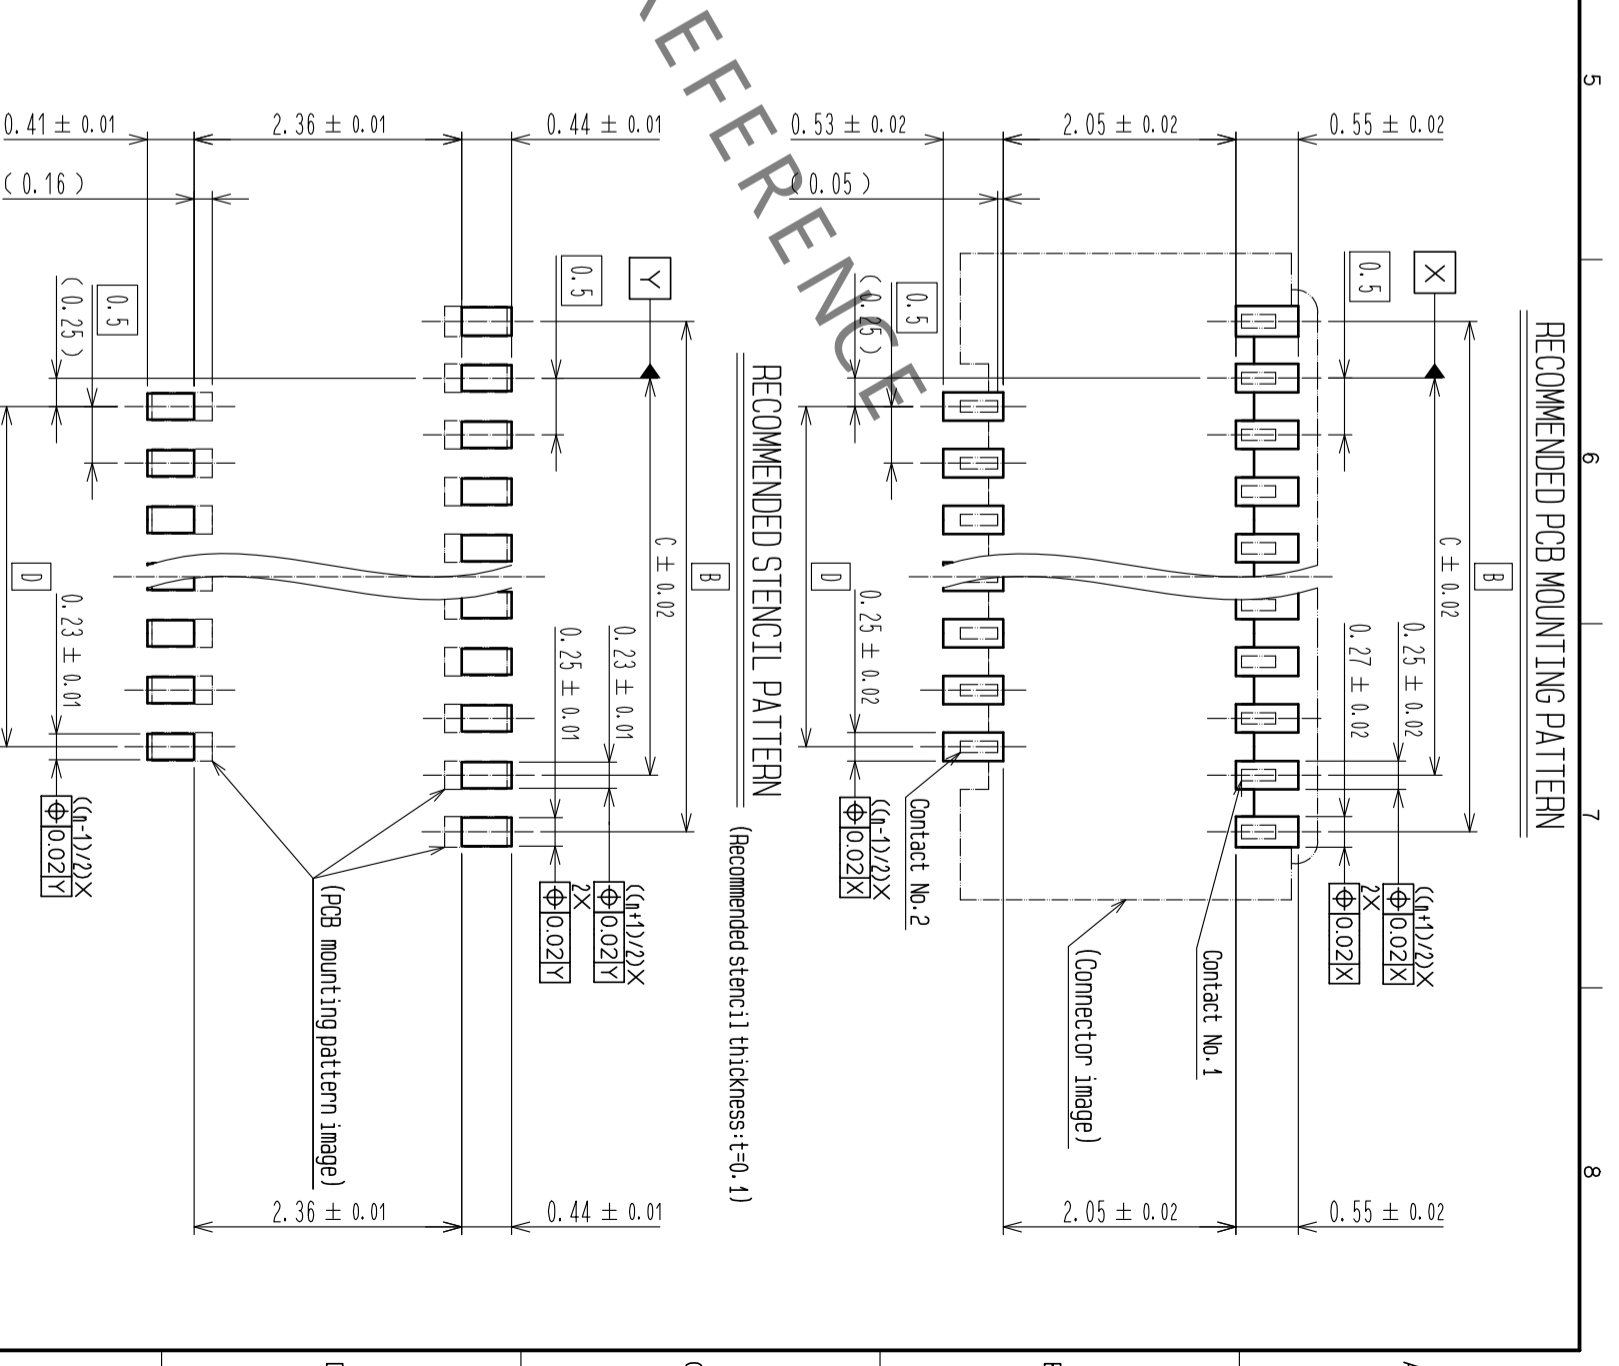 5
6
7
8
RECOMMENDED PCB MOUNTING PATTERN
B
C ± 0.02
X
0.5
0.25 ± 0.02
0.27 ± 0.02
((n+1)/2)X
⌖ 0.02 X
2X
⌖ 0.02 X
0.55 ± 0.02
2.05 ± 0.02
0.53 ± 0.02
(0.05)
0.55 ± 0.02
2.05 ± 0.02
Contact No.1
(Connector image)
Contact No.2
0.5
(0.25)
0.25 ± 0.02
((n-1)/2)X
⌖ 0.02 X
D
REFERENCE
RECOMMENDED STENCIL PATTERN
(Recommended stencil thickness:t=0.1)
B
C ± 0.02
Y
0.5
0.23 ± 0.01
0.25 ± 0.01
((n+1)/2)X
⌖ 0.02 Y
2X
⌖ 0.02 Y
0.44 ± 0.01
2.36 ± 0.01
0.41 ± 0.01
(0.16)
0.44 ± 0.01
2.36 ± 0.01
(PCB mounting pattern image)
0.5
(0.25)
0.23 ± 0.01
((n-1)/2)X
⌖ 0.02 Y
D